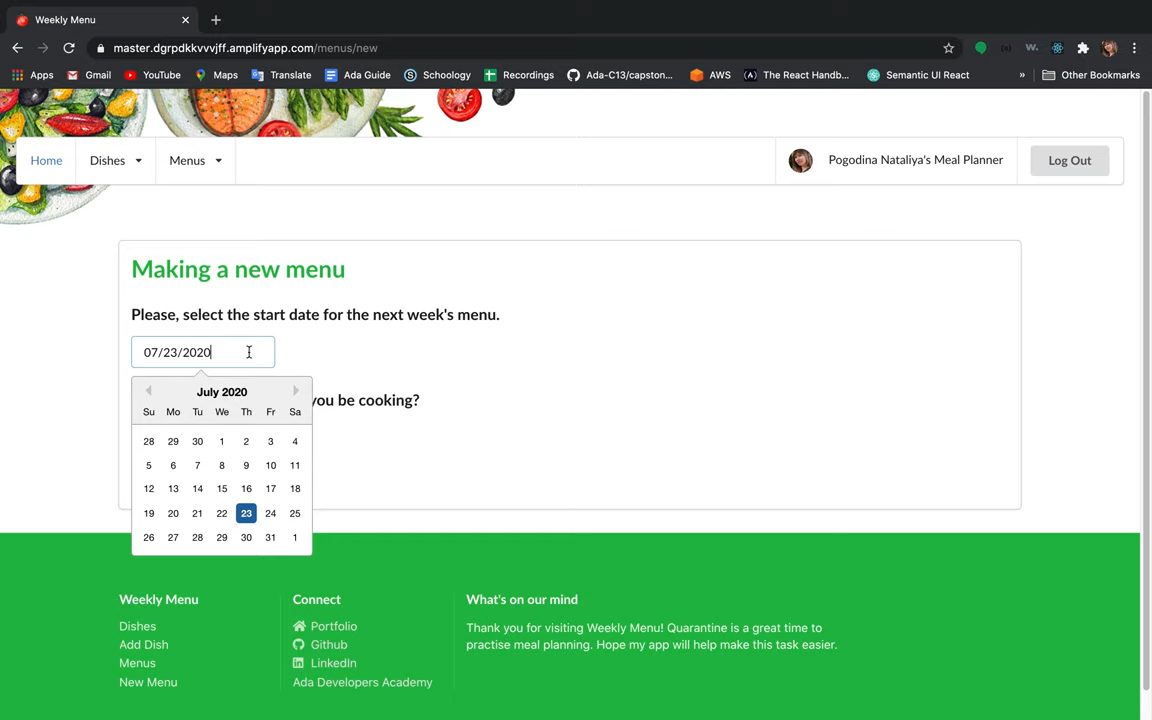 Weekly Menu
master.dgrpdkkvvvjff.amplifyapp.com/menus/new
Apps Gmail YouTube Maps Translate Ada Guide Schoology Recordings Ada-C13/capston... AWS The React Handb... Semantic UI React » Other Bookmarks
Home Dishes Menus Pogodina Nataliya's Meal Planner Log Out
Making a new menu
Please, select the start date for the next week's menu.
07/23/2020
you be cooking?
July 2020
Su Mo Tu We Th Fr Sa
28 29 30 1 2 3 4
5 6 7 8 9 10 11
12 13 14 15 16 17 18
19 20 21 22 23 24 25
26 27 28 29 30 31 1
Weekly Menu
Dishes
Add Dish
Menus
New Menu
Connect
Portfolio
Github
LinkedIn
Ada Developers Academy
What's on our mind
Thank you for visiting Weekly Menu! Quarantine is a great time to
practise meal planning. Hope my app will help make this task easier.